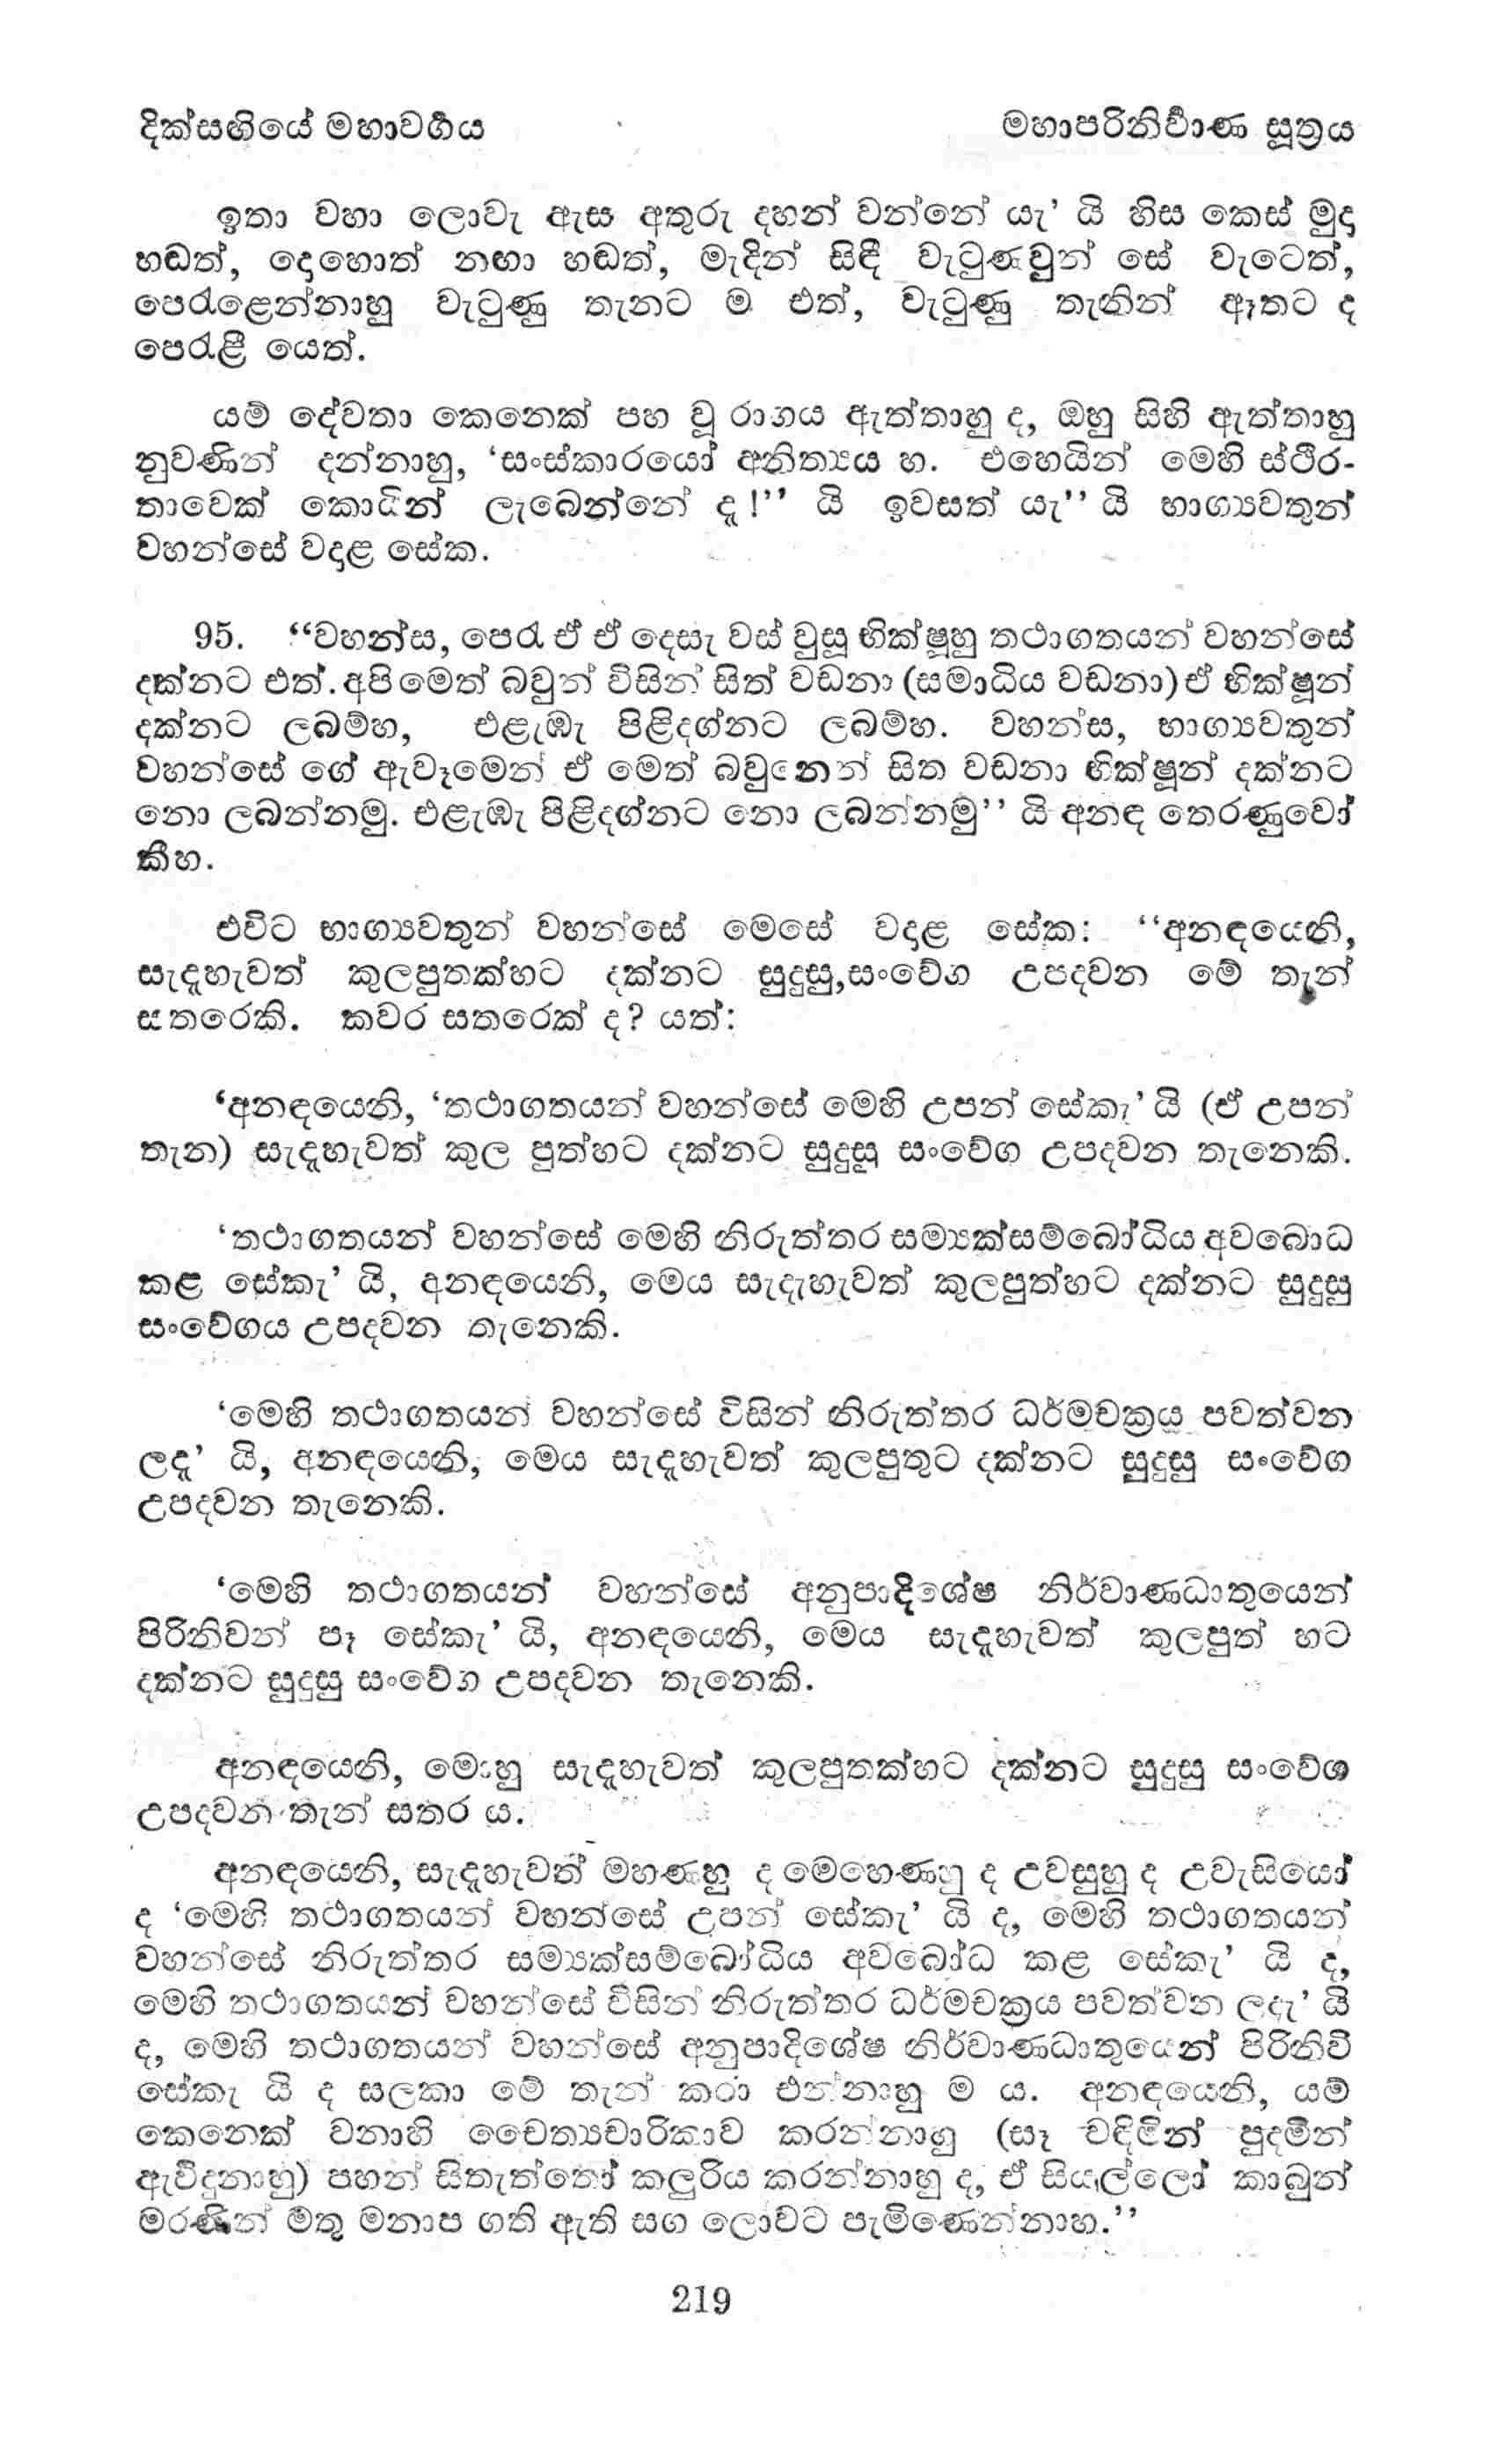 දික්සඟියේ මහාවර්‍ගය
මහාපරිනිර්‍වාණ සූත්‍රය
ඉතා වහා ලොවැ ඇස අතුරු දහන් වන්නේ යැ’ යි හිස කෙස් මුදා
හඬත්, දොහොත් නඟා හඬත්, මැදින් සිඳී වැටුණවුන් සේ වැටෙත්,
පෙරැළෙන්නාහු වැටුණු තැනට ම එත්, වැටුණු තැනින් ඈතට ද
පෙරැළී යෙත්.
යම් දේවතා කෙනෙක් පහ වූ රාගය ඇත්තාහු ද, ඔහු සිහි ඇත්තාහු
නුවණින් දන්නාහු, ‘සංස්කාරයෝ අනිත්‍යය හ. එහෙයින් මෙහි ස්ථිර-
තාවෙක් කොයින් ලැබෙන්නේ දැ!’’ යි ඉවසත් යැ’’ යි භාග්‍යවතුන්
වහන්සේ වදාළ සේක.
95. ‘‘වහන්ස, පෙරැ ඒ ඒ දෙසැ වස් වුසූ භික්ෂූහු තථාගතයන් වහන්සේ
දක්නට එත්. අපි මෙත් බවුන් විසින් සිත් වඩනා (සමාධිය වඩනා) ඒ භික්ෂූන්
දක්නට ලබම්හ, එළැඹැ පිළිදග්නට ලබම්හ. වහන්ස, භාග්‍යවතුන්
වහන්සේ ගේ ඇවෑමෙන් ඒ මෙත් බවුනෙන් සිත වඩනා භික්ෂූන් දක්නට
නො ලබන්නමු. එළැඹැ පිළිදග්නට නො ලබන්නමු’’ යි අනඳ තෙරණුවෝ
කීහ.
එවිට භාග්‍යවතුන් වහන්සේ මෙසේ වදාළ සේක: ‘‘අනඳයෙනි,
සැදැහැවත් කුලපුතක්හට දක්නට සුදුසු,සංවේග උපදවන මේ තැන්
සතරෙකි. කවර සතරෙක් ද? යත්:
‘අනඳයෙනි, ‘තථාගතයන් වහන්සේ මෙහි උපන් සේකැ’ යි (ඒ උපන්
තැන) සැදැහැවත් කුල පුත්හට දක්නට සුදුසු සංවේග උපදවන තැනෙකි.
‘තථාගතයන් වහන්සේ මෙහි නිරුත්තර සම්‍යක්සම්බෝධිය අවබොධ
කළ සේකැ’ යි, අනඳයෙනි, මෙය සැදැහැවත් කුලපුත්හට දක්නට සුදුසු
සංවේගය උපදවන තැනෙකි.
‘මෙහි තථාගතයන් වහන්සේ විසින් නිරුත්තර ධර්මචක්‍රය පවත්වන
ලදැ’ යි, අනඳයෙනි, මෙය සැදැහැවත් කුලපුතුට දක්නට සුදුසු සංවේග
උපදවන තැනෙකි.
‘මෙහි තථාගතයන් වහන්සේ අනුපාදිශේෂ නිර්වාණධාතුයෙන්
පිරිනිවන් පෑ සේකැ’ යි, අනඳයෙනි, මෙය සැදැහැවත් කුලපුත් හට
දක්නට සුදුසු සංවේග උපදවන තැනෙකි.
අනඳයෙනි, මොහු සැදැහැවත් කුලපුතක්හට දක්නට සුදුසු සංවේග
උපදවන තැන් සතර ය.
අනඳයෙනි, සැදැහැවත් මහණහු ද මෙහෙණහු ද උවසුහු ද උවැසියෝ
ද ‘මෙහි තථාගතයන් වහන්සේ උපන් සේකැ’ යි ද, මෙහි තථාගතයන්
වහන්සේ නිරුත්තර සම්‍යක්සම්බෝධිය අවබෝධ කළ සේකැ’ යි ද,
මෙහි තථාගතයන් වහන්සේ විසින් නිරුත්තර ධර්මචක්‍රය පවත්වන ලදැ’ යි
ද, මෙහි තථාගතයන් වහන්සේ අනුපාදිශේෂ නිර්වාණධාතුයෙන් පිරිනිවි
සේකැ යි ද සලකා මේ තැන් කරා එන්නාහු ම ය. අනඳයෙනි, යම්
කෙනෙක් වනාහි චෛත්‍යචාරිකාව කරන්නාහු (සෑ වඳිමින් පුදමින්
ඇවිදුනාහු) පහන් සිතැත්තෝ කලුරිය කරන්නාහු ද, ඒ සියල්ලෝ කාබුන්
මරණින් මතු මනාප ගති ඇති සග ලොවට පැමිණෙන්නාහ.’’
219